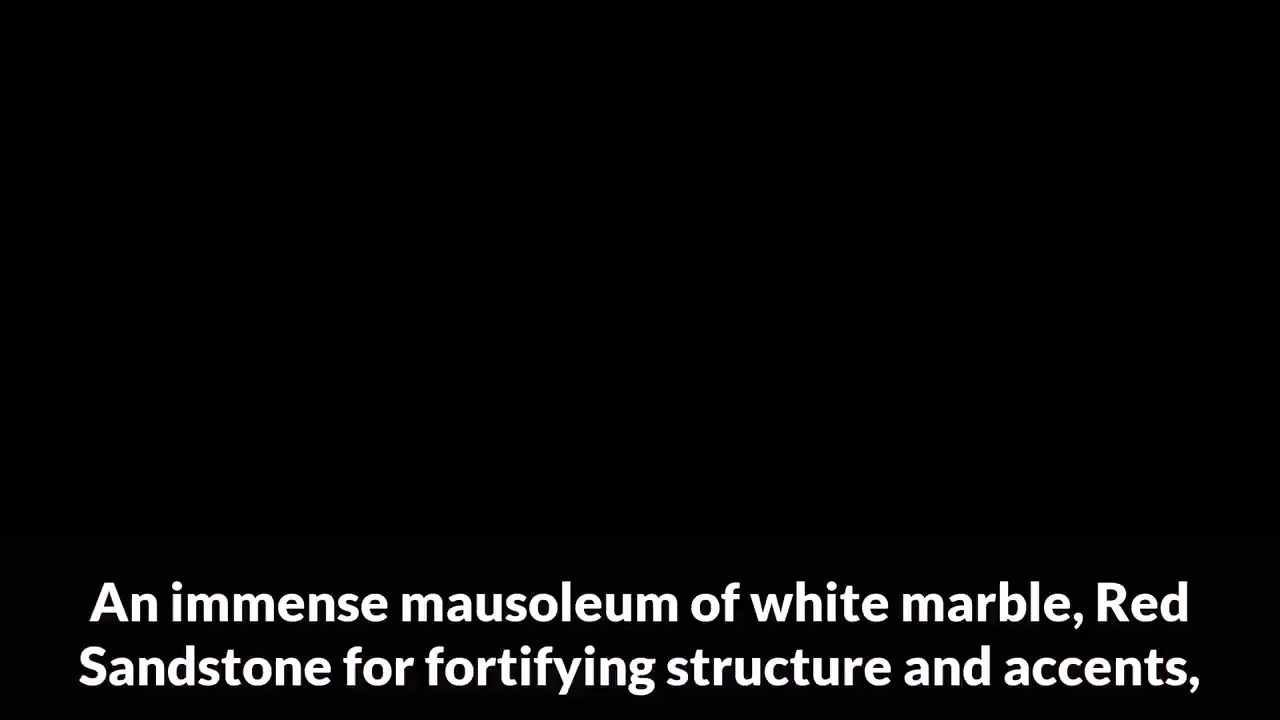 An immense mausoleum of white marble, Red
Sandstone for fortifying structure and accents,